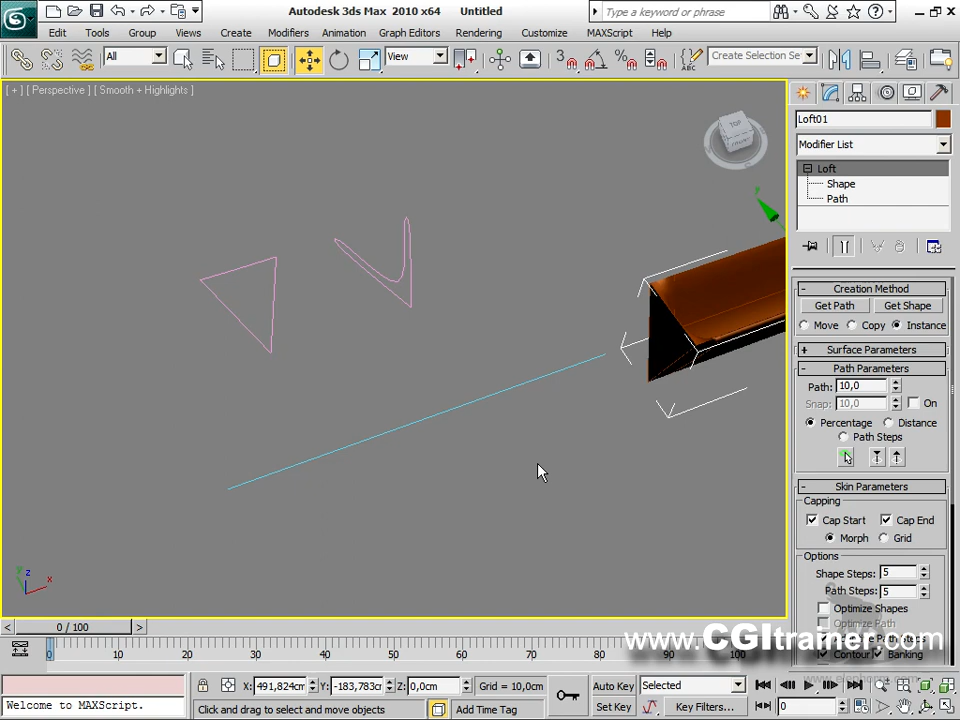 Autodesk 3ds Max 2010 x64 Untitled
Type a keyword or phrase
Edit Tools Group Views Create Modifiers Animation Graph Editors Rendering Customize MAXScript Help
All
View
3
Create Selection Se
[ + ] [ Perspective ] [ Smooth + Highlights ]
TOP
FRONT
Loft01
Modifier List
Loft
Shape
Path
y
Creation Method
Get Path Get Shape
Move Copy Instance
Surface Parameters
Path Parameters
Path: 10,0
Snap: 10,0 On
Percentage Distance
Path Steps
Skin Parameters
Capping
Cap Start Cap End
Morph Grid
Options
Shape Steps: 5
Path Steps: 5
Optimize Shapes
Optimize Path
Path Steps
Contour Banking
z
y x
0 / 100
0 10 20 30 40 50 60 70 80 90 100
www.CGItrainer.com
X: 491,824cm Y: -183,783cm Z: 0,0cm Grid = 10,0cm
Auto Key Selected
Set Key Key Filters... 0
Welcome to MAXScript.
Click and drag to select and move objects
Add Time Tag